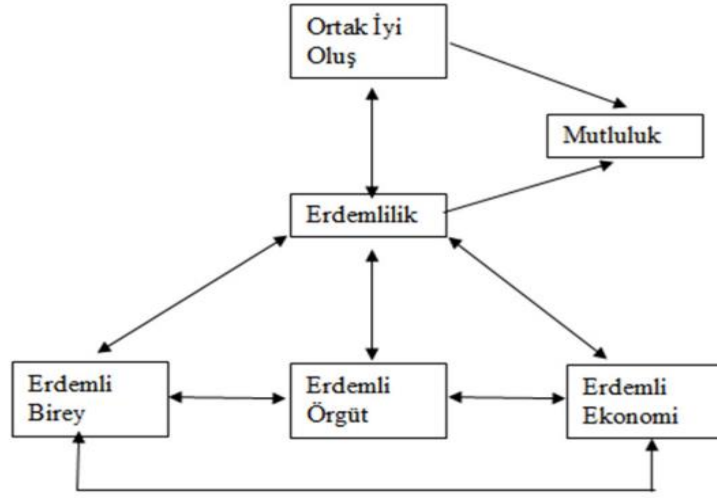 Ortak İyi
Oluş
Mutluluk
Erdemlilik
Erdemli
Birey
Erdemli
Örgüt
Erdemli
Ekonomi